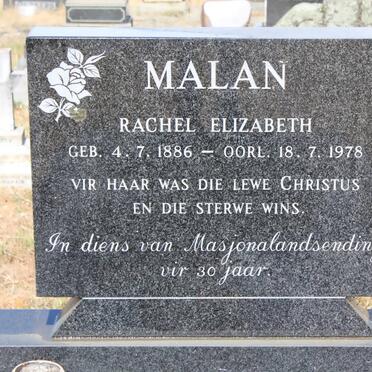 MALAN
RACHEL ELIZABETH
GEB. 4. 7. 1886 — OORL. 18. 7. 1978
VIR HAAR WAS DIE LEWE CHRISTUS
EN DIE STERWE WINS.
In diens van Masjonalandsendin
vir 30 jaar.